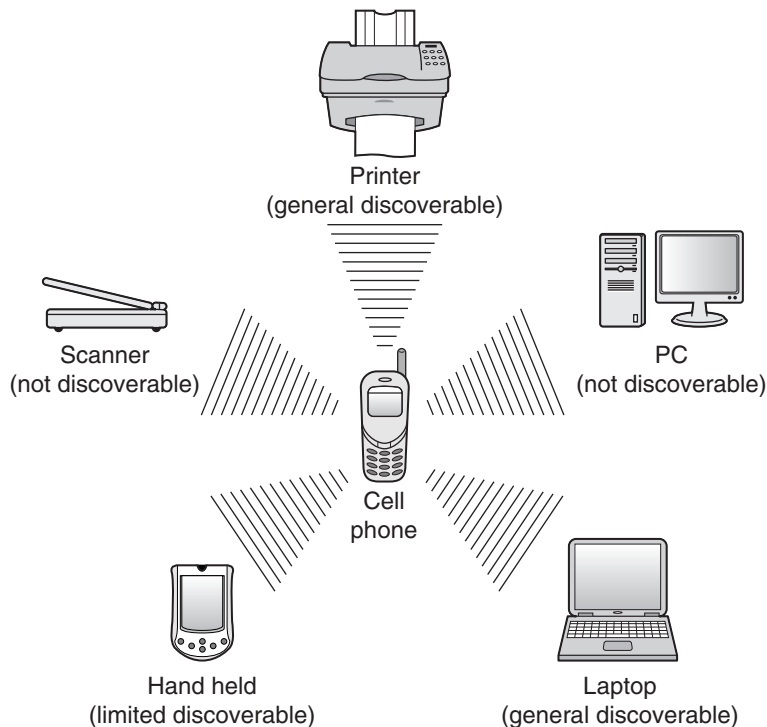 Printer
(general discoverable)
Scanner
(not discoverable)
PC
(not discoverable)
Cell
phone
Hand held
(limited discoverable)
Laptop
(general discoverable)